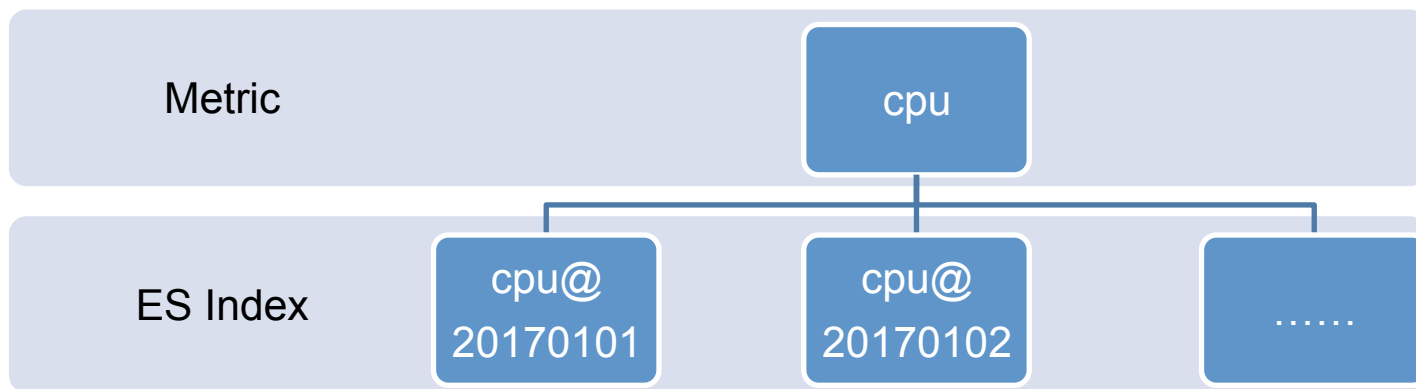 Metric
cpu
ES Index
cpu@
20170101
cpu@
20170102
......